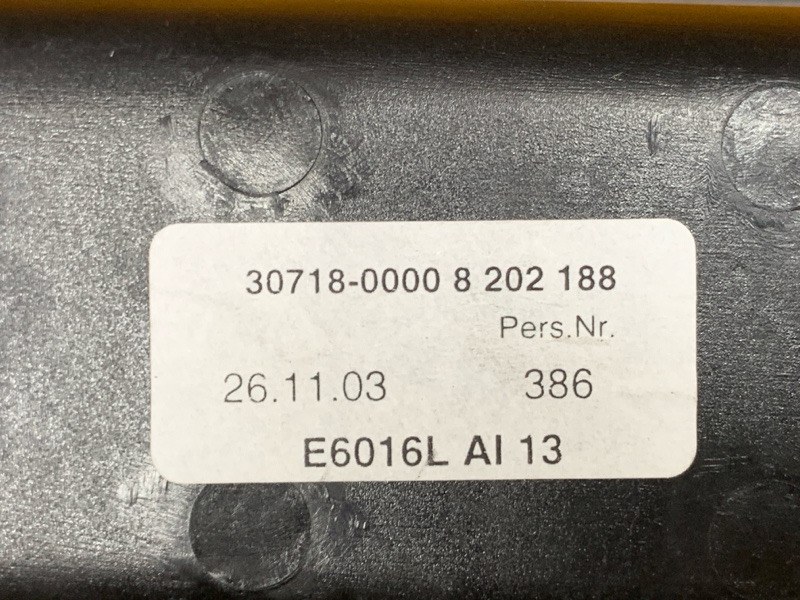 30718-0000 8 202 188
Pers.Nr.
26.11.03 386
E6016L AI 13